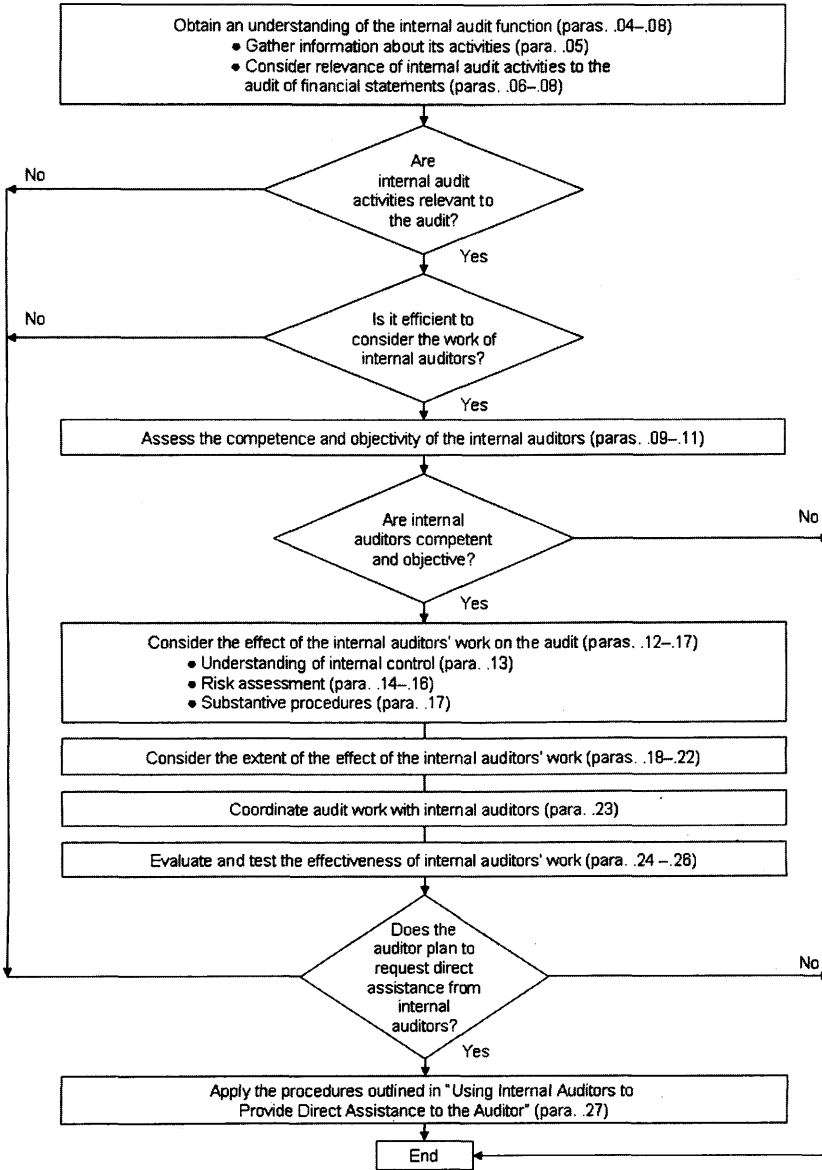 Obtain an understanding of the internal audit function (paras. .04–.08)
● Gather information about its activities (para. .05)
● Consider relevance of internal audit activities to the
audit of financial statements (paras. .06–.08)
Are
internal audit
activities relevant to
the audit?
No
Yes
Is it efficient to
consider the work of
internal auditors?
No
Yes
Assess the competence and objectivity of the internal auditors (paras. .09–.11)
Are internal
auditors competent
and objective?
No
Yes
Consider the effect of the internal auditors' work on the audit (paras. .12–.17)
● Understanding of internal control (para. .13)
● Risk assessment (para. .14–.16)
● Substantive procedures (para. .17)
Consider the extent of the effect of the internal auditors' work (paras. .18–.22)
Coordinate audit work with internal auditors (para. .23)
Evaluate and test the effectiveness of internal auditors' work (para. .24 –.26)
Does the
auditor plan to
request direct
assistance from
internal
auditors?
No
Yes
Apply the procedures outlined in "Using Internal Auditors to
Provide Direct Assistance to the Auditor" (para. .27)
End